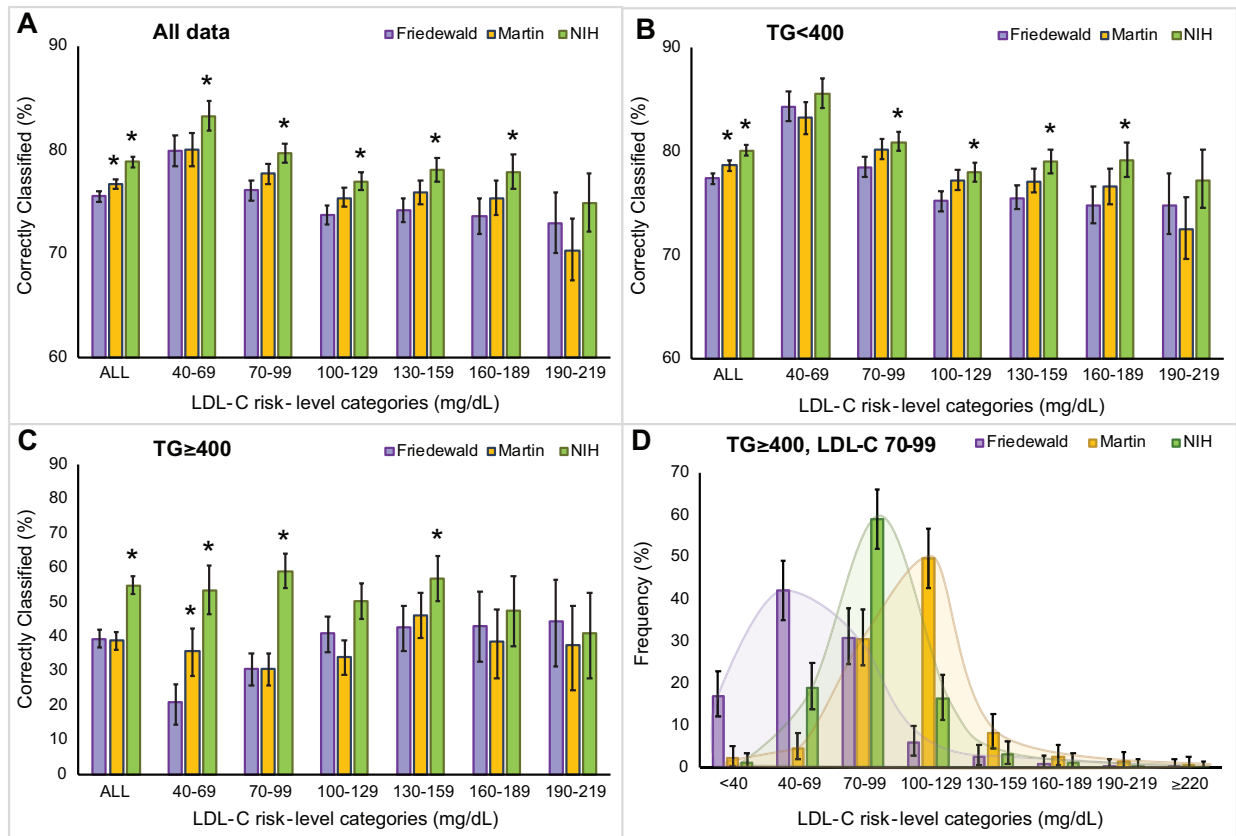 A
All data
Friedewald Martin NIH
Correctly Classified (%)
90
80
70
60
* * * * * * *
ALL 40-69 70-99 100-129 130-159 160-189 190-219
LDL-C risk-level categories (mg/dL)
B
TG<400
Friedewald Martin NIH
Correctly Classified (%)
90
80
70
60
* * * * * *
ALL 40-69 70-99 100-129 130-159 160-189 190-219
LDL-C risk-level categories (mg/dL)
C
TG≥400
Friedewald Martin NIH
Correctly Classified (%)
90
80
70
60
50
40
30
20
10
0
* * * * *
ALL 40-69 70-99 100-129 130-159 160-189 190-219
LDL-C risk-level categories (mg/dL)
D
TG≥400, LDL-C 70-99
Friedewald Martin NIH
Frequency (%)
70
60
50
40
30
20
10
0
<40 40-69 70-99 100-129 130-159 160-189 190-219 ≥220
LDL-C risk-level categories (mg/dL)